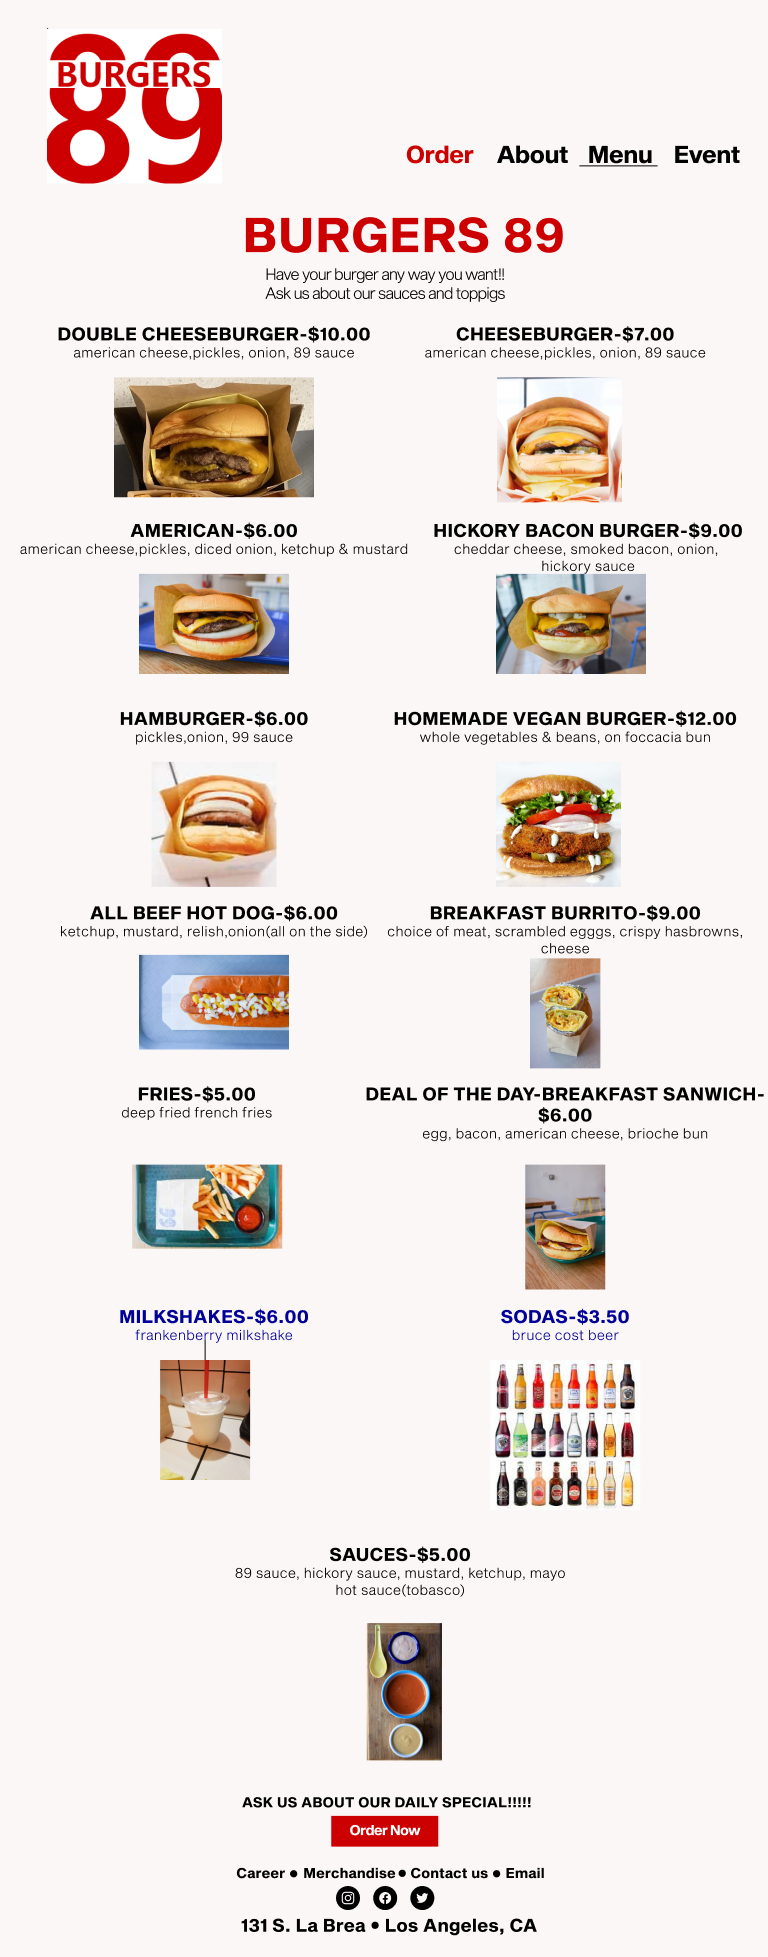 BURGERS
89
Order About Menu Event
BURGERS 89
Have your burger any way you want!!
Ask us about our sauces and toppigs
DOUBLE CHEESEBURGER-$10.00
american cheese,pickles, onion, 89 sauce
CHEESEBURGER-$7.00
american cheese,pickles, onion, 89 sauce
AMERICAN-$6.00
american cheese,pickles, diced onion, ketchup & mustard
HICKORY BACON BURGER-$9.00
cheddar cheese, smoked bacon, onion,
hickory sauce
HAMBURGER-$6.00
pickles,onion, 99 sauce
HOMEMADE VEGAN BURGER-$12.00
whole vegetables & beans, on foccacia bun
ALL BEEF HOT DOG-$6.00
ketchup, mustard, relish,onion(all on the side)
BREAKFAST BURRITO-$9.00
choice of meat, scrambled egggs, crispy hasbrowns,
cheese
FRIES-$5.00
deep fried french fries
DEAL OF THE DAY-BREAKFAST SANWICH-
$6.00
egg, bacon, american cheese, brioche bun
MILKSHAKES-$6.00
frankenberry milkshake
SODAS-$3.50
bruce cost beer
SAUCES-$5.00
89 sauce, hickory sauce, mustard, ketchup, mayo
hot sauce(tobasco)
ASK US ABOUT OUR DAILY SPECIAL!!!!!
Order Now
Career • Merchandise • Contact us • Email
131 S. La Brea • Los Angeles, CA